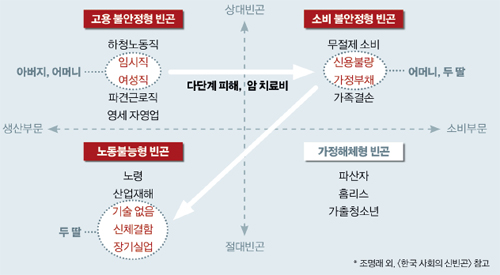 상대빈곤
고용 불안정형 빈곤
하청노동직
임시직
여성직
파견근로직
영세 자영업
아버지, 어머니
다단계 피해, 암 치료비
소비 불안정형 빈곤
무절제 소비
신용불량
가정부채
가족결손
어머니, 두 딸
생산부문
소비부문
노동불능형 빈곤
노령
산업재해
기술 없음
신체결함
장기실업
두 딸
가정해체형 빈곤
파산자
홈리스
가출청소년
절대빈곤
* 조명래 외, 〈한국 사회의 신빈곤〉 참고